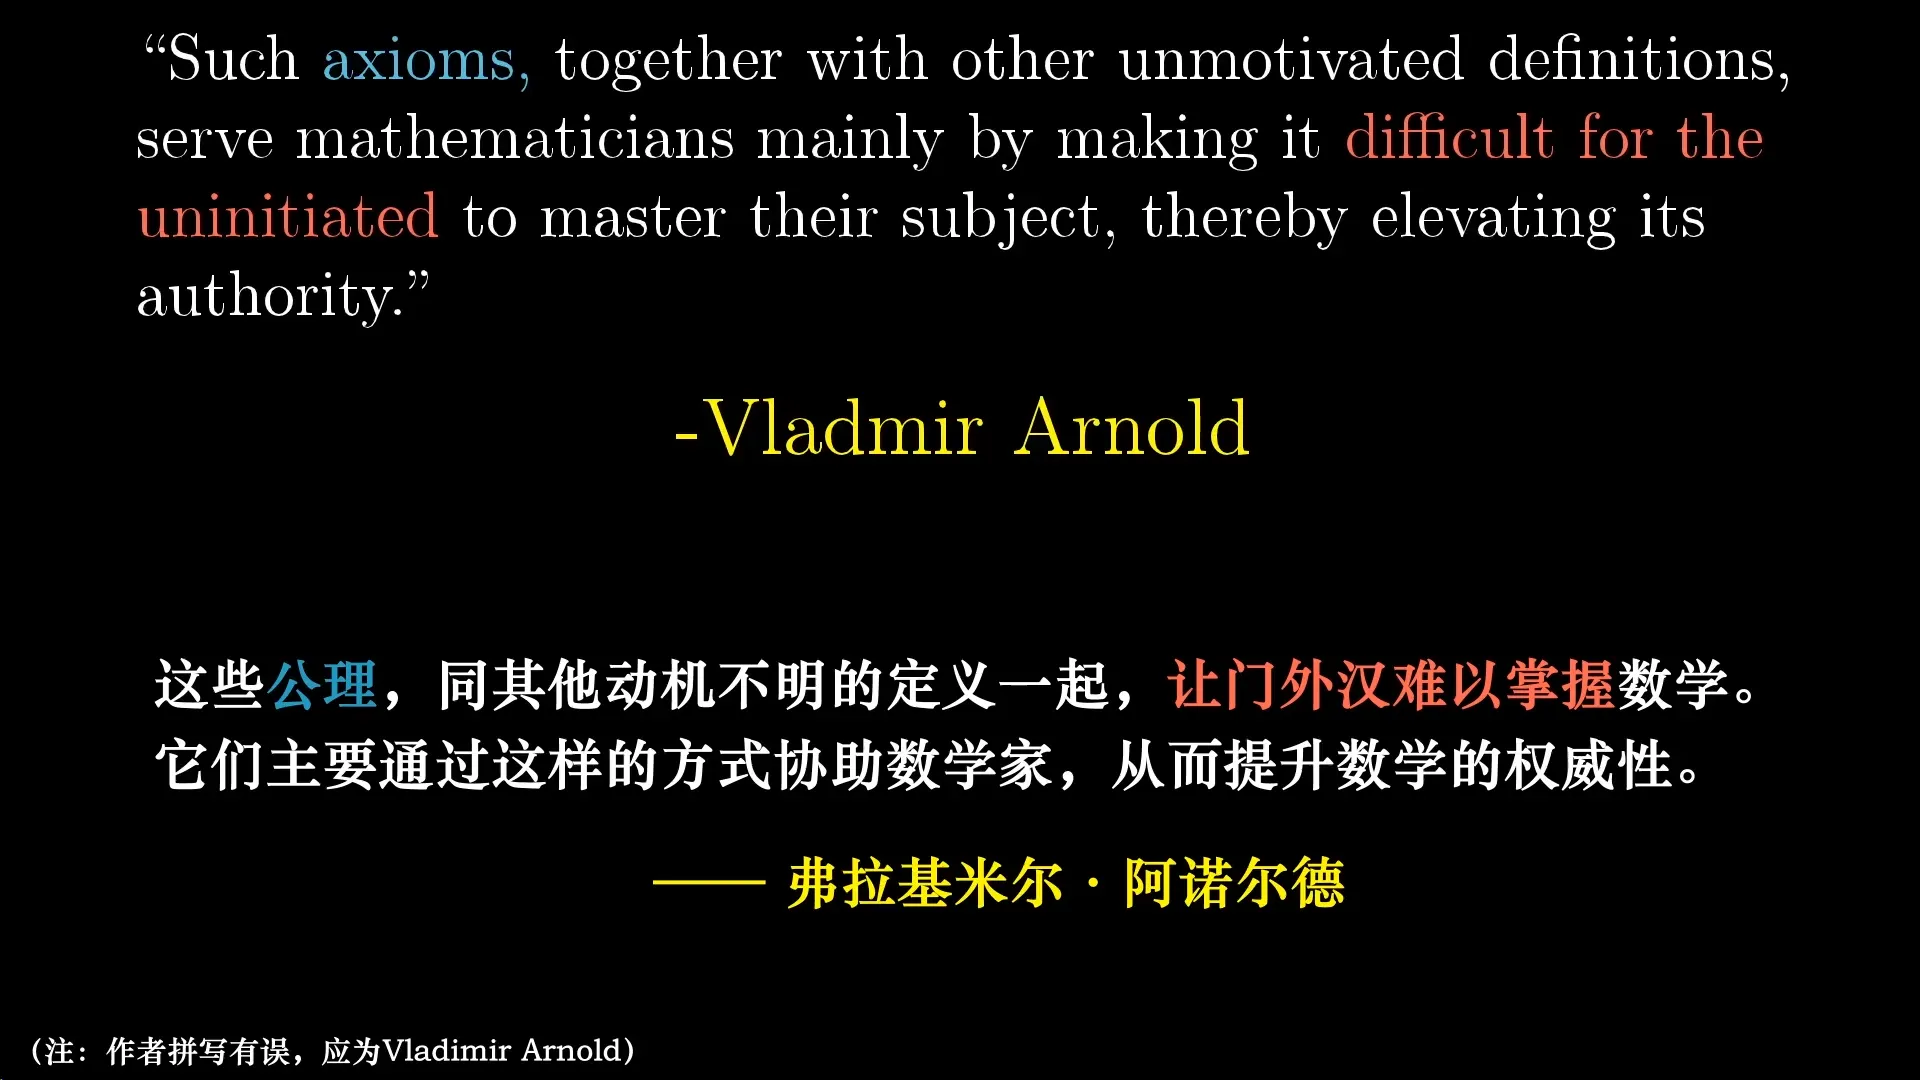 “Such axioms, together with other unmotivated definitions,
serve mathematicians mainly by making it difficult for the
uninitiated to master their subject, thereby elevating its
authority.”
-Vladmir Arnold
这些公理，同其他动机不明的定义一起，让门外汉难以掌握数学。
它们主要通过这样的方式协助数学家，从而提升数学的权威性。
—— 弗拉基米尔·阿诺尔德
（注：作者拼写有误，应为Vladimir Arnold）